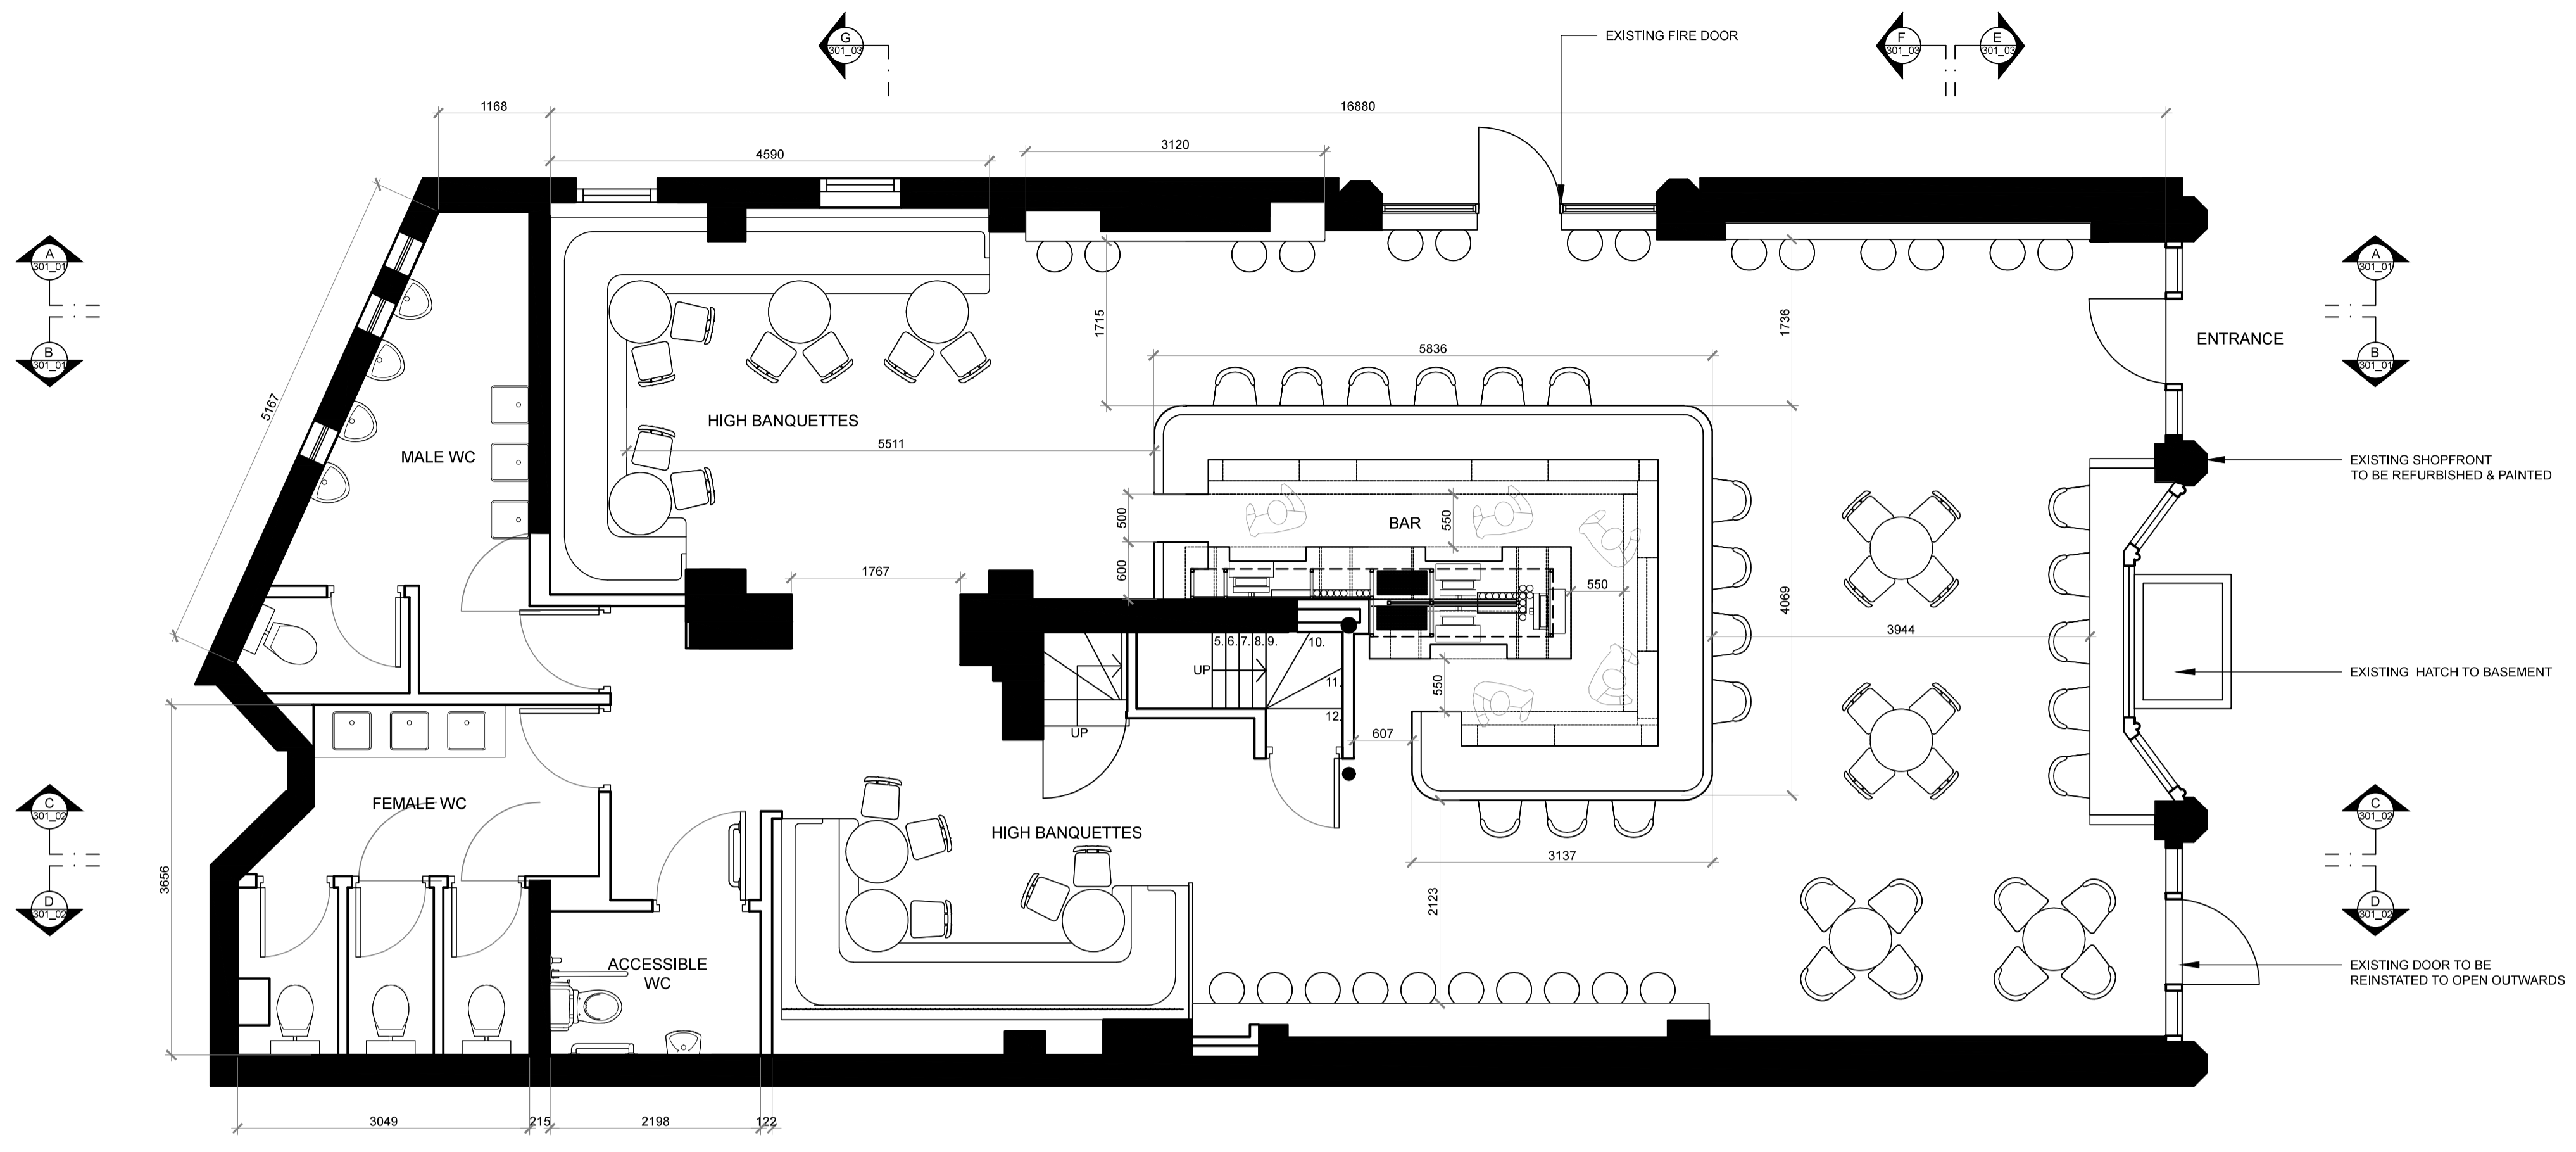 G
301_03
EXISTING FIRE DOOR
F
301_03
E
301_03
1168
16880
4590
3120
A
301_01
A
301_01
1715
1736
ENTRANCE
B
301_01
5836
B
301_01
5167
HIGH BANQUETTES
5511
MALE WC
EXISTING SHOPFRONT
TO BE REFURBISHED & PAINTED
500
BAR
550
600
1767
550
4069
3944
5. 6. 7. 8. 9.
10.
UP
11.
12.
550
EXISTING HATCH TO BASEMENT
UP
607
C
301_02
FEMALE WC
HIGH BANQUETTES
C
301_02
3137
3656
D
301_02
2123
D
301_02
ACCESSIBLE
WC
EXISTING DOOR TO BE
REINSTATED TO OPEN OUTWARDS
3049
215
2198
122